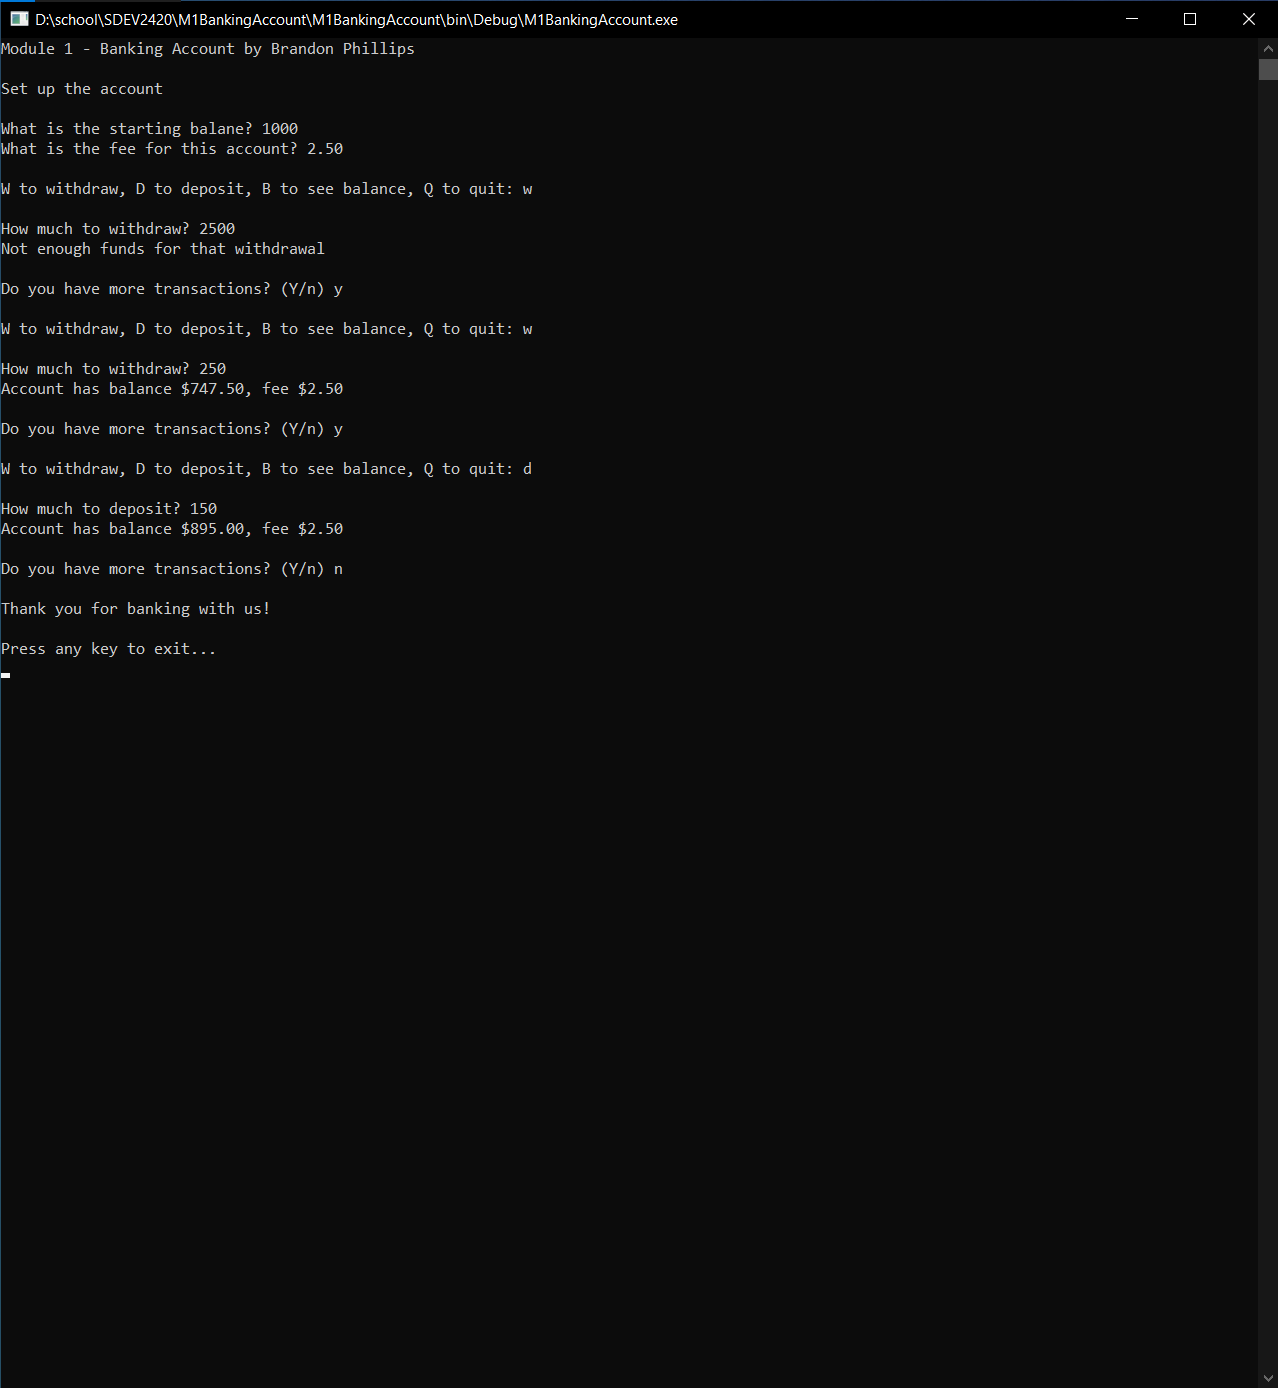 D:\school\SDEV2420\M1BankingAccount\M1BankingAccount\bin\Debug\M1BankingAccount.exe
Module 1 - Banking Account by Brandon Phillips
Set up the account
What is the starting balane? 1000
What is the fee for this account? 2.50
W to withdraw, D to deposit, B to see balance, Q to quit: w
How much to withdraw? 2500
Not enough funds for that withdrawal
Do you have more transactions? (Y/n) y
W to withdraw, D to deposit, B to see balance, Q to quit: w
How much to withdraw? 250
Account has balance $747.50, fee $2.50
Do you have more transactions? (Y/n) y
W to withdraw, D to deposit, B to see balance, Q to quit: d
How much to deposit? 150
Account has balance $895.00, fee $2.50
Do you have more transactions? (Y/n) n
Thank you for banking with us!
Press any key to exit...